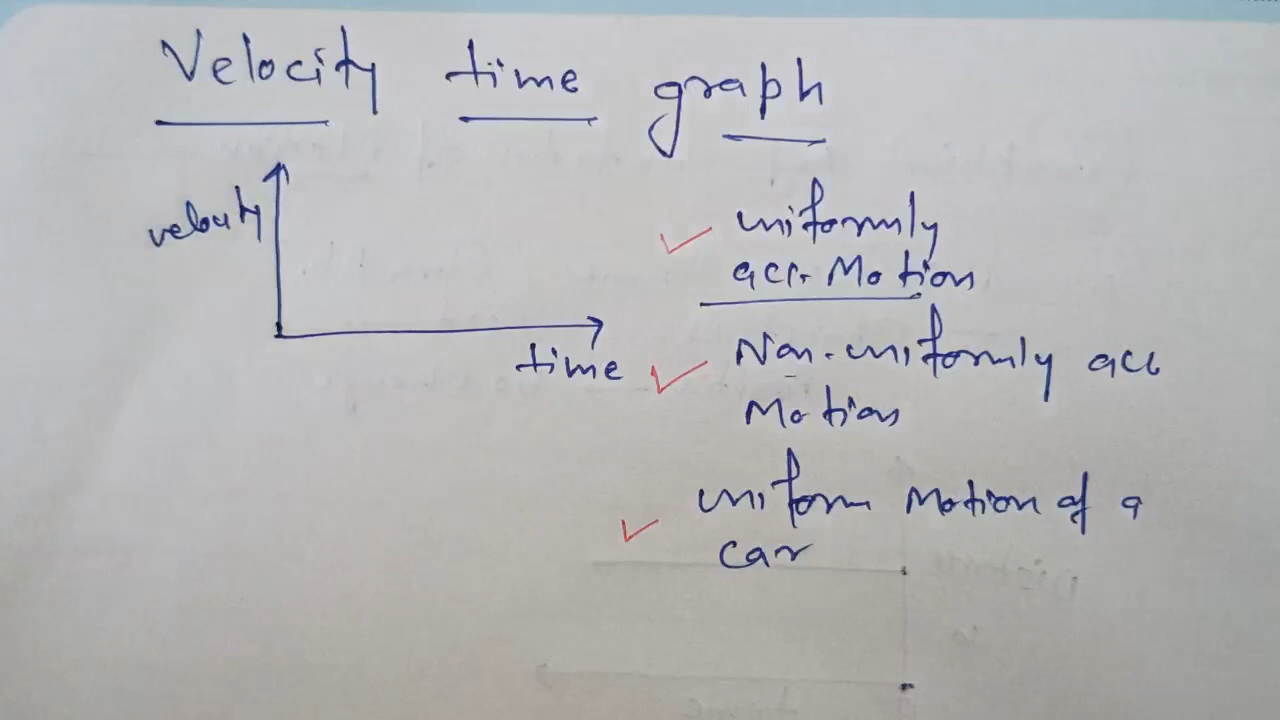 Velocity time graph
velocity
time
uniformly
acc. Motion
Non-uniformly acc
Motion
uniform Motion of a
car